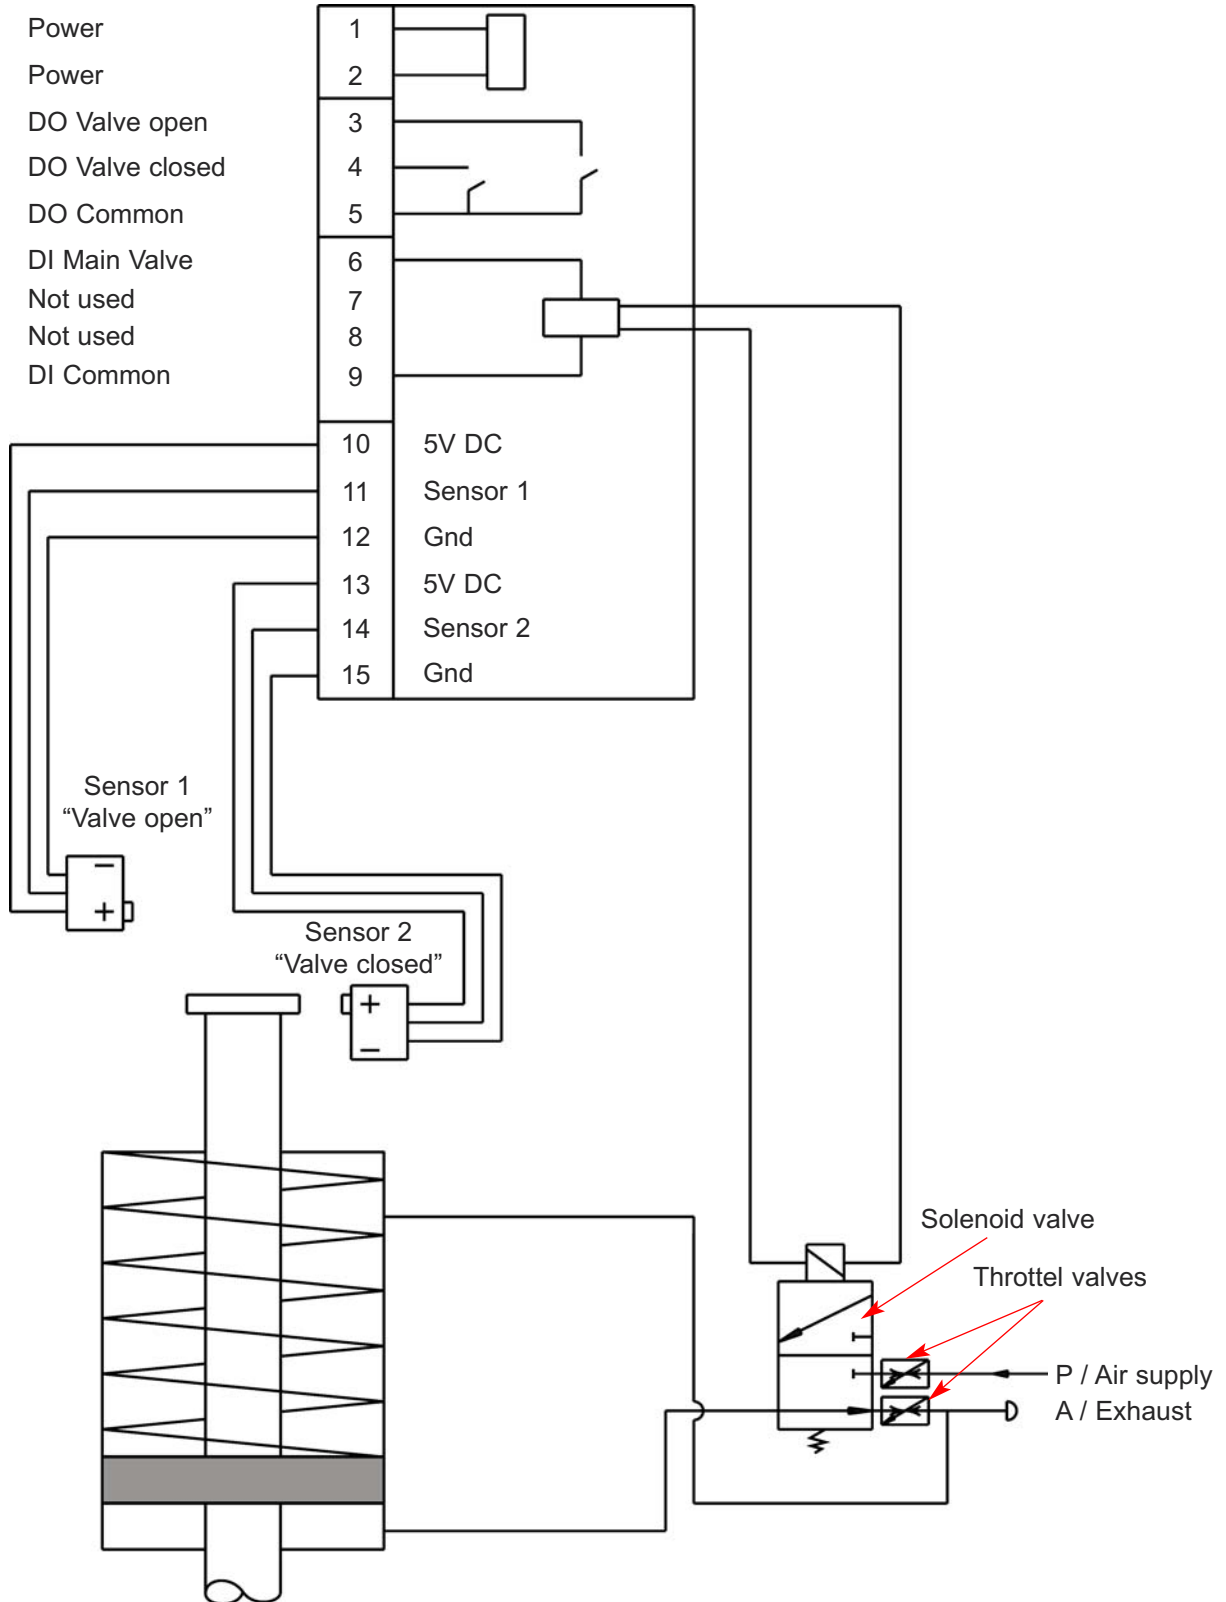 Power 1
Power 2
DO Valve open 3
DO Valve closed 4
DO Common 5
DI Main Valve 6
Not used 7
Not used 8
DI Common 9
10 5V DC
11 Sensor 1
12 Gnd
13 5V DC
14 Sensor 2
15 Gnd
Sensor 1
“Valve open”
–
+
Sensor 2
“Valve closed”
+
–
Solenoid valve
Throttel valves
P / Air supply
A / Exhaust